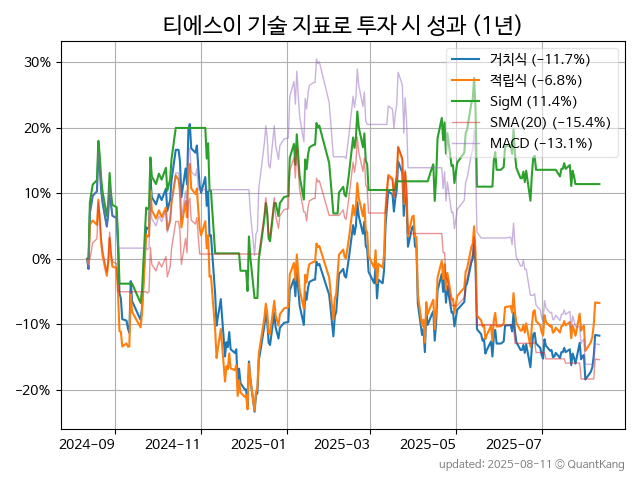 티에스이 기술 지표로 투자 시 성과 (1년)
거치식 (−11.7%)
적립식 (−6.8%)
SigM (11.4%)
SMA(20) (−15.4%)
MACD (−13.1%)
30%
20%
10%
0%
−10%
−20%
2024−09
2024−11
2025−01
2025−03
2025−05
2025−07
updated: 2025−08−11 © QuantKang